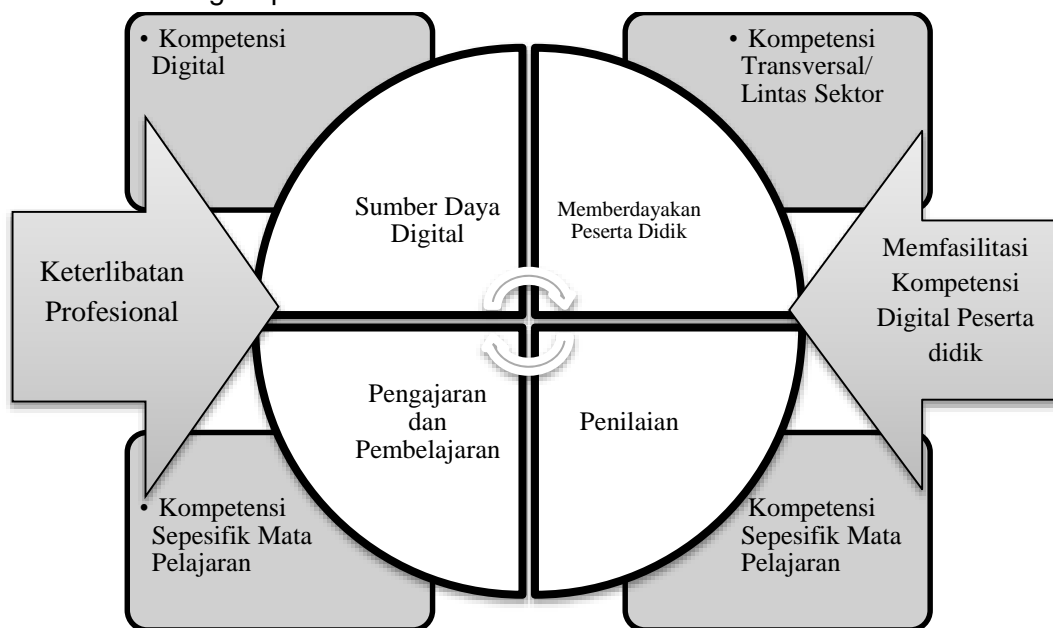 • Kompetensi
Digital
• Kompetensi
Transversal/
Lintas Sektor
Sumber Daya
Digital
Memberdayakan
Peserta Didik
Keterlibatan
Profesional
Memfasilitasi
Kompetensi
Digital Peserta
didik
Pengajaran
dan
Pembelajaran
Penilaian
• Kompetensi
Sepesifik Mata
Pelajaran
Kompetensi
Sepesifik Mata
Pelajaran